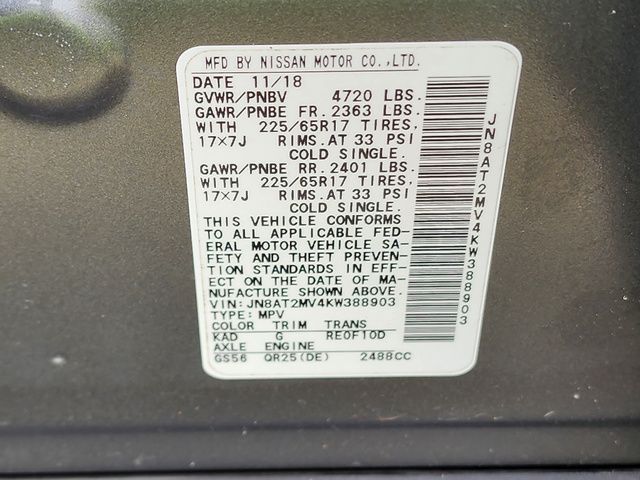 MFD BY NISSAN MOTOR CO.,LTD.
DATE 11/18
GVWR/PNBV 4720 LBS.
GAWR/PNBE FR. 2363 LBS.
WITH 225/65R17 TIRES,
17×7J RIMS.AT 33 PSI
COLD SINGLE.
GAWR/PNBE RR. 2401 LBS.
WITH 225/65R17 TIRES,
17×7J RIMS.AT 33 PSI
COLD SINGLE.
THIS VEHICLE CONFORMS
TO ALL APPLICABLE FED-
ERAL MOTOR VEHICLE SA-
FETY AND THEFT PREVEN-
TION STANDARDS IN EFF-
ECT ON THE DATE OF MA-
NUFACTURE SHOWN ABOVE.
VIN:JN8AT2MV4KW388903
TYPE:MPV
COLOR TRIM TRANS
KAD G RE0F10D
AXLE ENGINE
GS56 QR25(DE) 2488CC
JN8AT2MV4KW388903